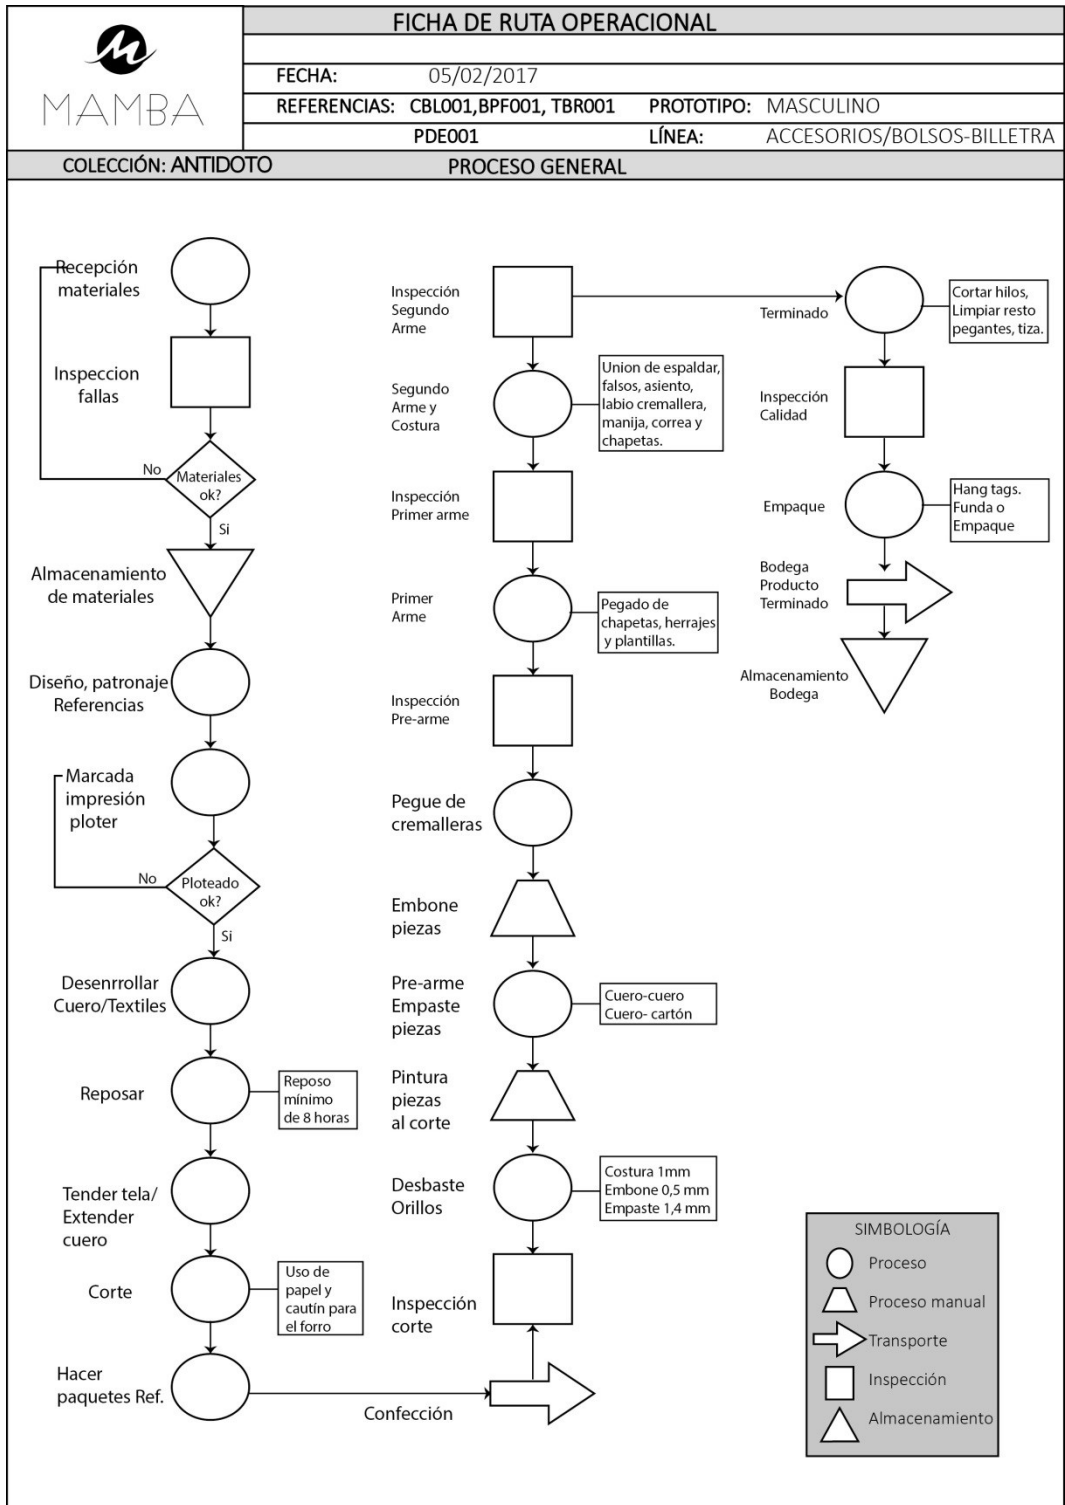 MAMBA
FICHA DE RUTA OPERACIONAL
FECHA: 05/02/2017
REFERENCIAS: CBL001,BPF001, TBR001 PROTOTIPO: MASCULINO
PDE001 LÍNEA: ACCESORIOS/BOLSOS-BILLETRA
COLECCIÓN: ANTIDOTO PROCESO GENERAL
Recepción
materiales
Inspeccion
fallas
No
Materiales
ok?
Si
Almacenamiento
de materiales
Diseño, patronaje
Referencias
Marcada
impresión
ploter
No
Ploteado
ok?
Si
Desenrrollar
Cuero/Textiles
Reposar
Reposo
mínimo
de 8 horas
Tender tela/
Extender
cuero
Corte
Uso de
papel y
cautín para
el forro
Hacer
paquetes Ref.
Confección
Inspección
Segundo
Arme
Segundo
Arme y
Costura
Union de espaldar,
falsos, asiento,
labio cremallera,
manija, correa y
chapetas.
Inspección
Primer arme
Primer
Arme
Pegado de
chapetas, herrajes
y plantillas.
Inspección
Pre-arme
Pegue de
cremalleras
Embone
piezas
Pre-arme
Empaste
piezas
Cuero-cuero
Cuero- cartón
Pintura
piezas
al corte
Desbaste
Orillos
Costura 1mm
Embone 0,5 mm
Empaste 1,4 mm
Inspección
corte
Terminado
Cortar hilos,
Limpiar resto
pegantes, tiza.
Inspección
Calidad
Empaque
Hang tags.
Funda o
Empaque
Bodega
Producto
Terminado
Almacenamiento
Bodega
SIMBOLOGÍA
Proceso
Proceso manual
Transporte
Inspección
Almacenamiento